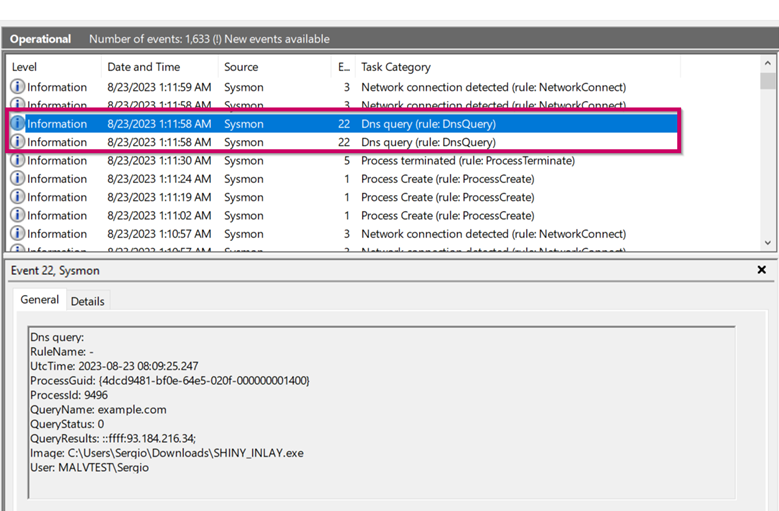 Operational Number of events: 1,633 (!) New events available
Level Date and Time Source E... Task Category
Information 8/23/2023 1:11:59 AM Sysmon 3 Network connection detected (rule: NetworkConnect)
Information 8/23/2023 1:11:58 AM Sysmon 3 Network connection detected (rule: NetworkConnect)
Information 8/23/2023 1:11:58 AM Sysmon 22 Dns query (rule: DnsQuery)
Information 8/23/2023 1:11:58 AM Sysmon 22 Dns query (rule: DnsQuery)
Information 8/23/2023 1:11:30 AM Sysmon 5 Process terminated (rule: ProcessTerminate)
Information 8/23/2023 1:11:24 AM Sysmon 1 Process Create (rule: ProcessCreate)
Information 8/23/2023 1:11:19 AM Sysmon 1 Process Create (rule: ProcessCreate)
Information 8/23/2023 1:11:02 AM Sysmon 1 Process Create (rule: ProcessCreate)
Information 8/23/2023 1:10:57 AM Sysmon 3 Network connection detected (rule: NetworkConnect)
Information 8/23/2023 1:10:57 AM Sysmon 3 Network connection detected (rule: NetworkConnect)
Event 22, Sysmon
General Details
Dns query:
RuleName: -
UtcTime: 2023-08-23 08:09:25.247
ProcessGuid: {4dcd9481-bf0e-64e5-020f-000000001400}
ProcessId: 9496
QueryName: example.com
QueryStatus: 0
QueryResults: ::ffff:93.184.216.34;
Image: C:\Users\Sergio\Downloads\SHINY_INLAY.exe
User: MALVTEST\Sergio